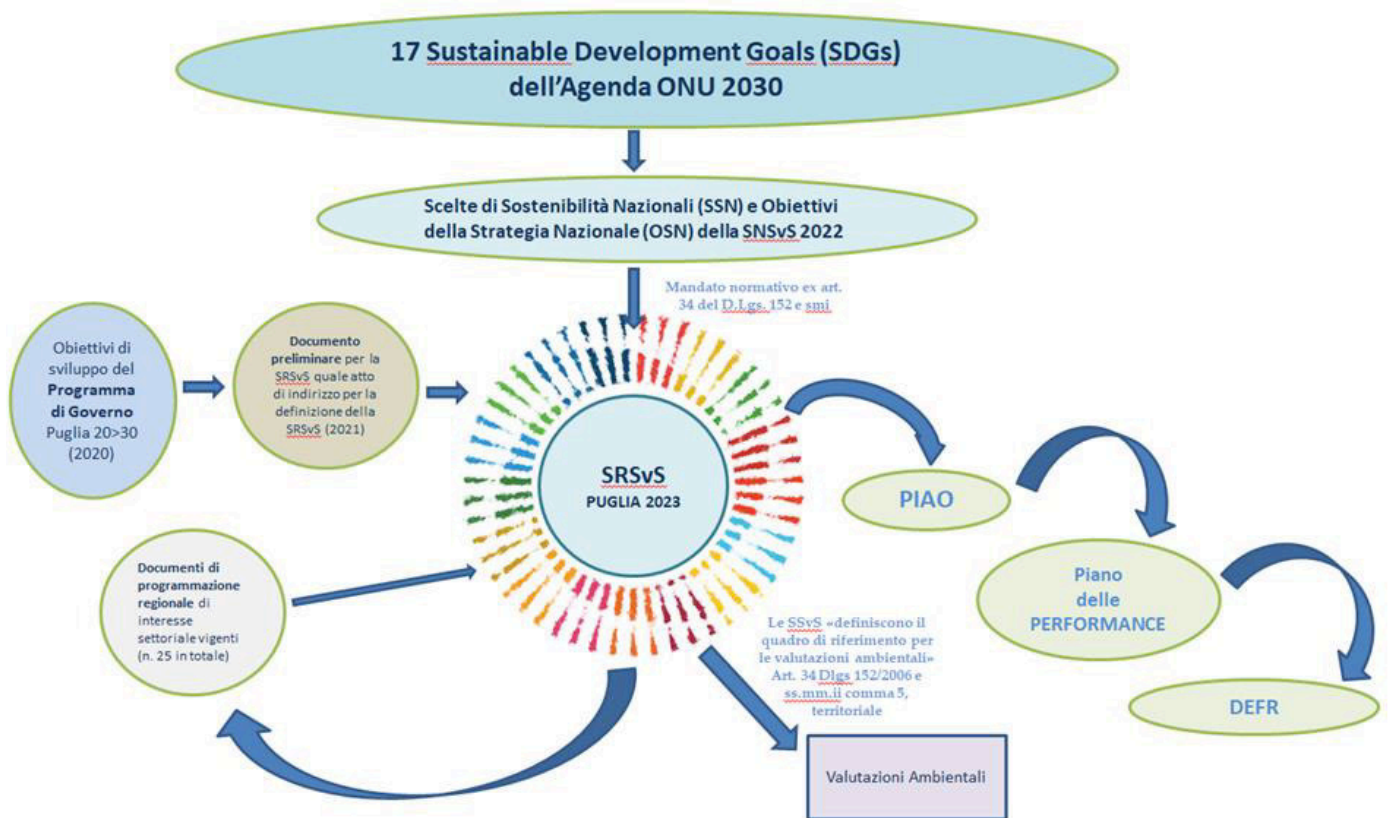 17 Sustainable Development Goals (SDGs)
dell'Agenda ONU 2030
Scelte di Sostenibilità Nazionali (SSN) e Obiettivi
della Strategia Nazionale (OSN) della SNSvS 2022
Mandato normativo ex art.
34 del D.Lgs. 152 e smi
Obiettivi di
sviluppo del
Programma
di Governo
Puglia 20>30
(2020)
Documento
preliminare per la
SRSvS quale atto
di indirizzo per la
definizione della
SRSvS (2021)
SRSvS
PUGLIA 2023
PIAO
Piano
delle
PERFORMANCE
DEFR
Documenti di
programmazione
regionale di
interesse
settoriale vigenti
(n. 25 in totale)
Le SSvS «definiscono il
quadro di riferimento per
le valutazioni ambientali»
Art. 34 Dlgs 152/2006 e
ss.mm.ii comma 5,
territoriale
Valutazioni Ambientali